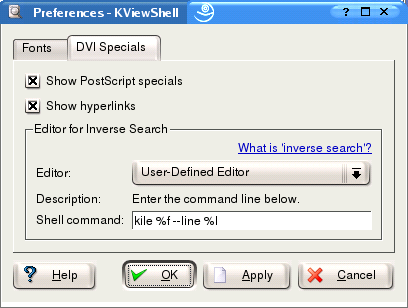 Preferences - KViewShell
Fonts
DVI Specials
Show PostScript specials
Show hyperlinks
Editor for Inverse Search
What is 'inverse search'?
Editor:
User-Defined Editor
Description:
Enter the command line below.
Shell command:
kile %f --line %l
Help
OK
Apply
Cancel